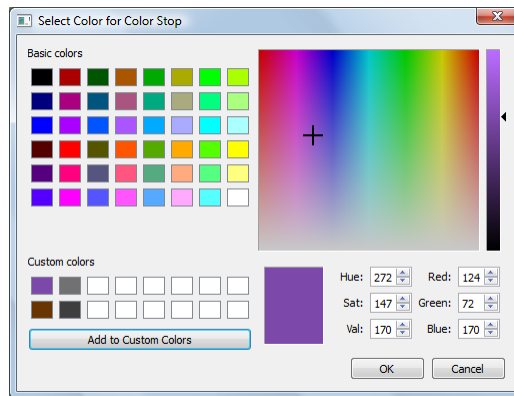 Select Color for Color Stop
Basic colors
Custom colors
Add to Custom Colors
Hue: 272 Red: 124
Sat: 147 Green: 72
Val: 170 Blue: 170
OK Cancel